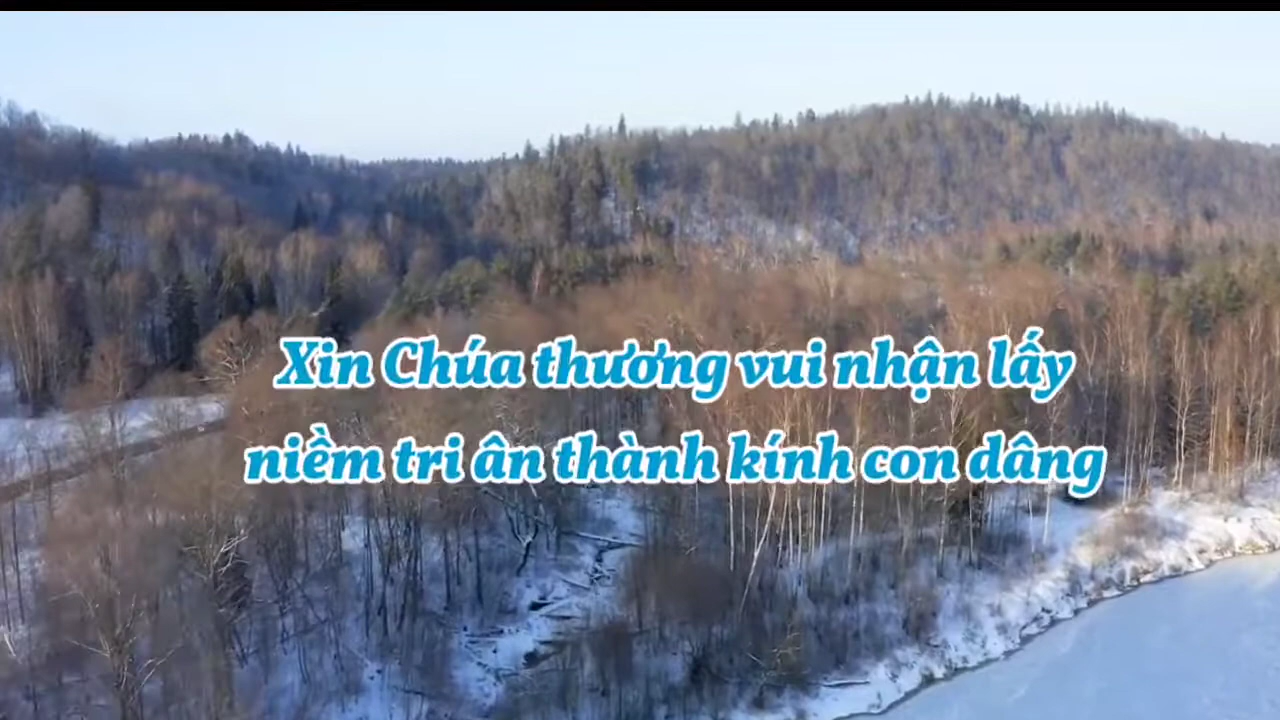 Xin Chúa thương vui nhận lấy
niềm tri ân thành kính con dâng